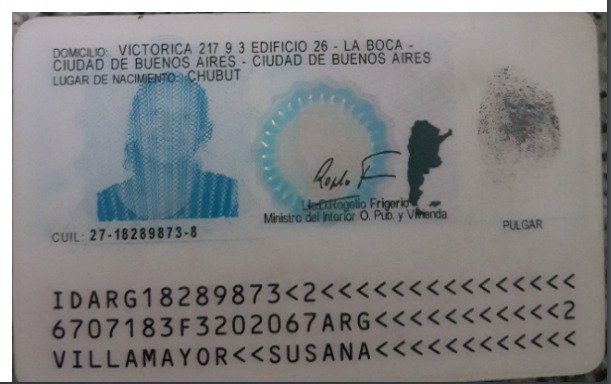 DOMICILIO: VICTORICA 217 9 3 EDIFICIO 26 - LA BOCA -
CIUDAD DE BUENOS AIRES - CIUDAD DE BUENOS AIRES
LUGAR DE NACIMIENTO: CHUBUT
Lic.D.Rogelio Frigerio
Ministro del Interior O. Pub. y Vivienda
PULGAR
CUIL: 27-18289873-8
IDARG18289873<2<<<<<<<<<<<<<<<
6707183F3202067ARG<<<<<<<<<<<2
VILLAMAYOR<<SUSANA<<<<<<<<<<<<